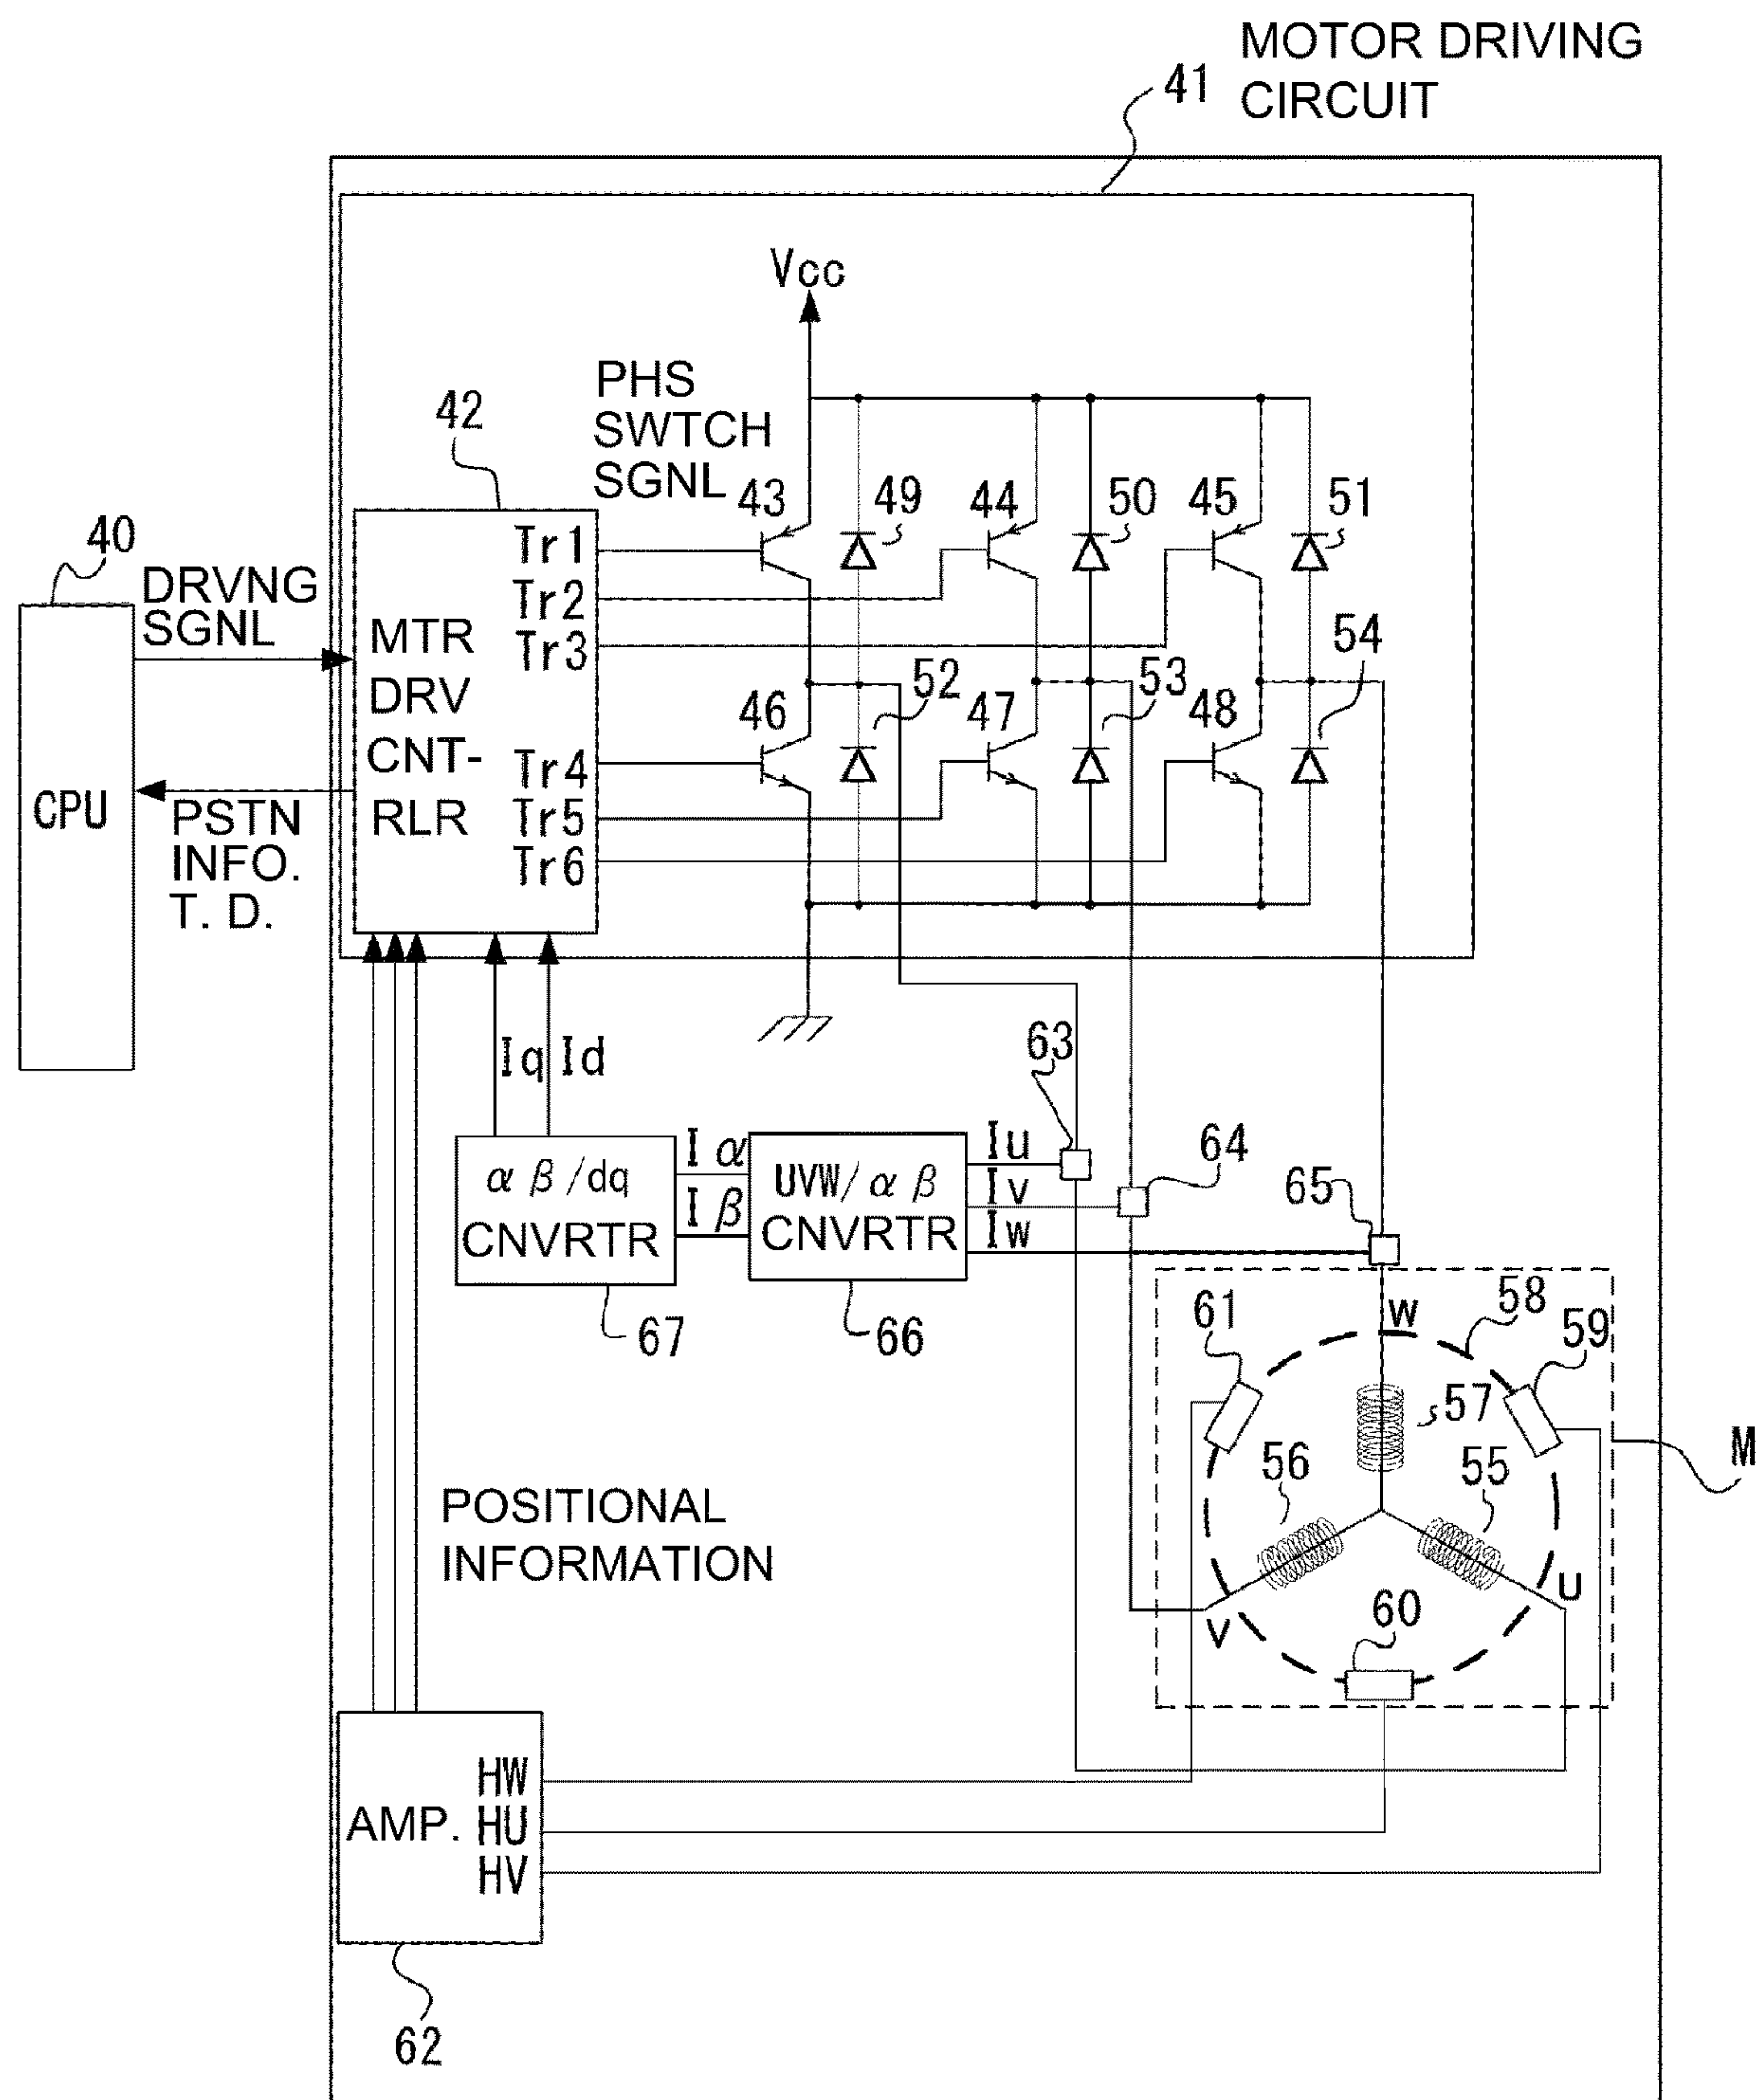 MOTOR DRIVING
CIRCUIT
41
Vcc
PHS
SWTCH
SGNL
42
43
49
44
50
45
51
40
DRVNG
SGNL
Tr1
Tr2
Tr3
MTR
DRV
CNT-
RLR
Tr4
Tr5
Tr6
46
52
47
53
48
54
CPU
PSTN
INFO.
T. D.
Iq
Id
63
64
65
α β /dq
CNVRTR
I α
I β
UVW/ α β
CNVRTR
Iu
Iv
Iw
67
66
61
W
58
59
57
56
55
M
U
V
60
POSITIONAL
INFORMATION
AMP.
HW
HU
HV
62